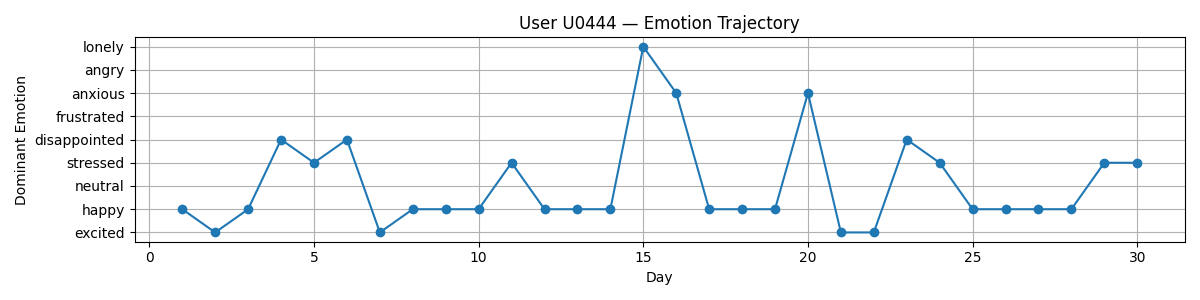 User U0444 — Emotion Trajectory
Dominant Emotion
lonely
angry
anxious
frustrated
disappointed
stressed
neutral
happy
excited
0 5 10 15 20 25 30
Day